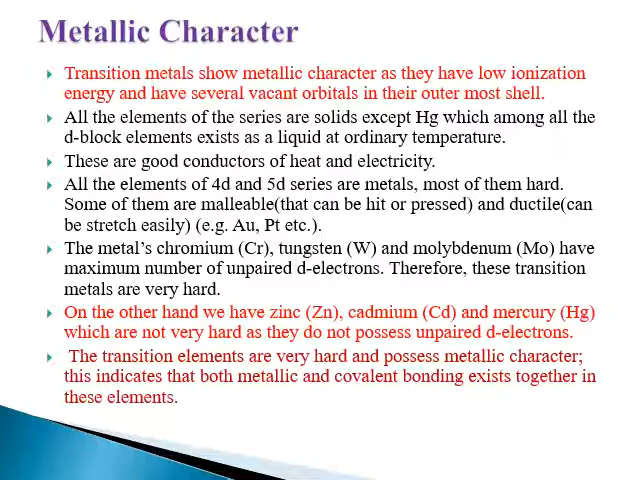 Metallic Character
Transition metals show metallic character as they have low ionization
energy and have several vacant orbitals in their outer most shell.
All the elements of the series are solids except Hg which among all the
d-block elements exists as a liquid at ordinary temperature.
These are good conductors of heat and electricity.
All the elements of 4d and 5d series are metals, most of them hard.
Some of them are malleable(that can be hit or pressed) and ductile(can
be stretch easily) (e.g. Au, Pt etc.).
The metal's chromium (Cr), tungsten (W) and molybdenum (Mo) have
maximum number of unpaired d-electrons. Therefore, these transition
metals are very hard.
On the other hand we have zinc (Zn), cadmium (Cd) and mercury (Hg)
which are not very hard as they do not possess unpaired d-electrons.
The transition elements are very hard and possess metallic character;
this indicates that both metallic and covalent bonding exists together in
these elements.